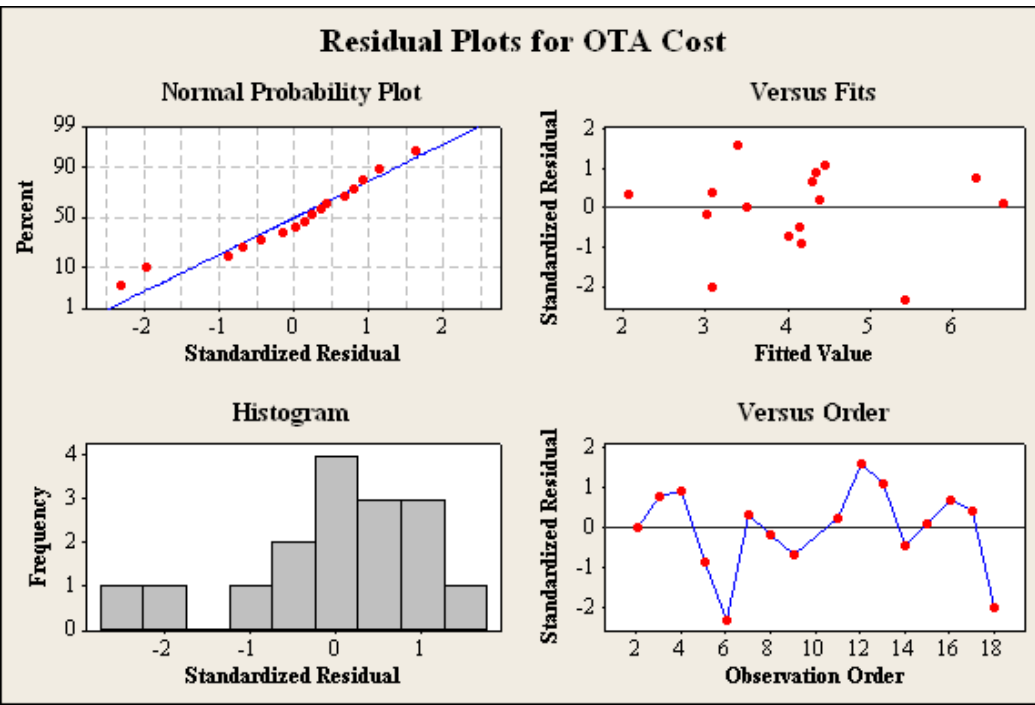 Residual Plots for OTA Cost
Normal Probability Plot
99
90
50
10
1
Percent
-2 -1 0 1 2
Standardized Residual
Versus Fits
2
1
0
-1
-2
Standardized Residual
2 3 4 5 6
Fitted Value
Histogram
4
3
2
1
0
Frequency
-2 -1 0 1
Standardized Residual
Versus Order
2
1
0
-1
-2
Standardized Residual
2 4 6 8 10 12 14 16 18
Observation Order